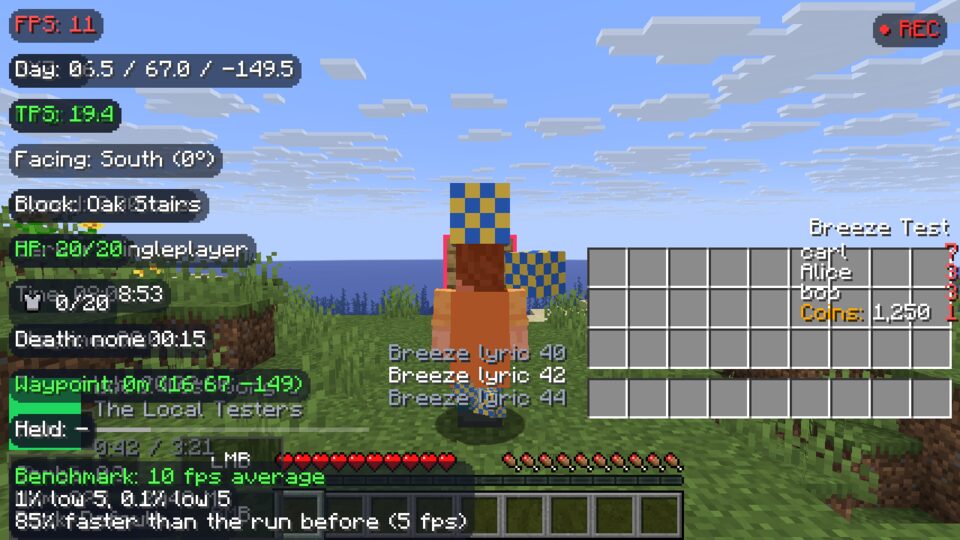 FPS: 11
REC
Day: 06.5 / 67.0 / -149.5
TPS: 19.4
Facing: South (0°)
Block: Oak Stairs
HP: 20/20 ingleplayer
Breeze Test
carl
Alice 3
bob
Coins: 1,250 1
0/20 8:53
Death: none 00:15
Breeze lyric 40
Breeze lyric 42
Breeze lyric 44
Waypoint: 0m (16 67 -149)
The Local Testers
Held: -
0:42 / 3:21
LMB
Benchmark: 10 fps average
1% low 5, 0.1% low 5
85% faster than the run before (5 fps)